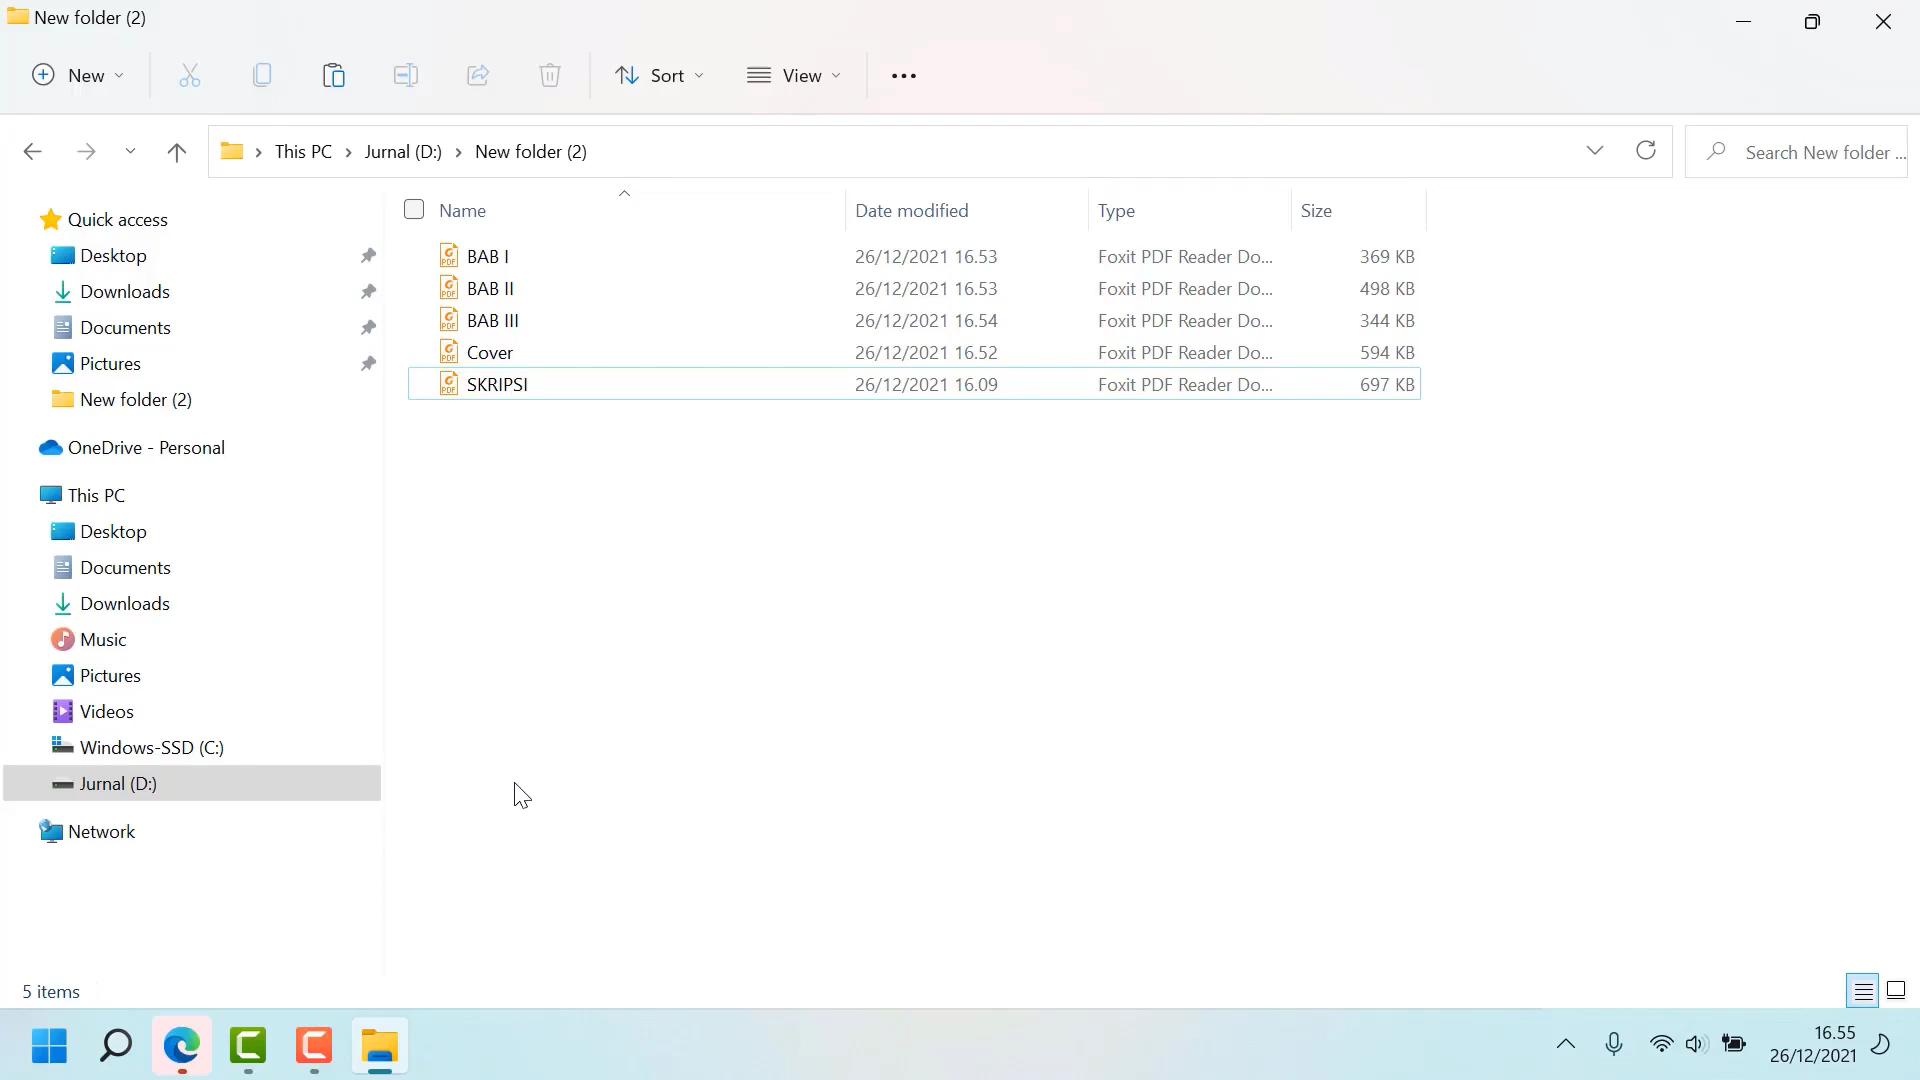 New folder (2)
New
Sort
View
This PC
Jurnal (D:)
New folder (2)
Search New folder ...
Name
Date modified
Type
Size
BAB I 26/12/2021 16.53 Foxit PDF Reader Do... 369 KB
BAB II 26/12/2021 16.53 Foxit PDF Reader Do... 498 KB
BAB III 26/12/2021 16.54 Foxit PDF Reader Do... 344 KB
Cover 26/12/2021 16.52 Foxit PDF Reader Do... 594 KB
SKRIPSI 26/12/2021 16.09 Foxit PDF Reader Do... 697 KB
Quick access
Desktop
Downloads
Documents
Pictures
New folder (2)
OneDrive - Personal
This PC
Desktop
Documents
Downloads
Music
Pictures
Videos
Windows-SSD (C:)
Jurnal (D:)
Network
5 items
16.55
26/12/2021